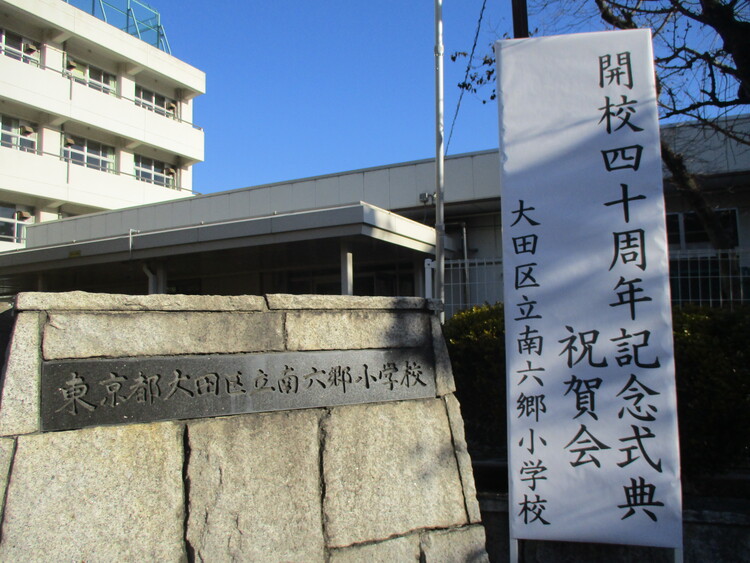 開校四十周年記念式典
祝賀会
大田区立南六郷小学校
東京都大田区立南六郷小学校